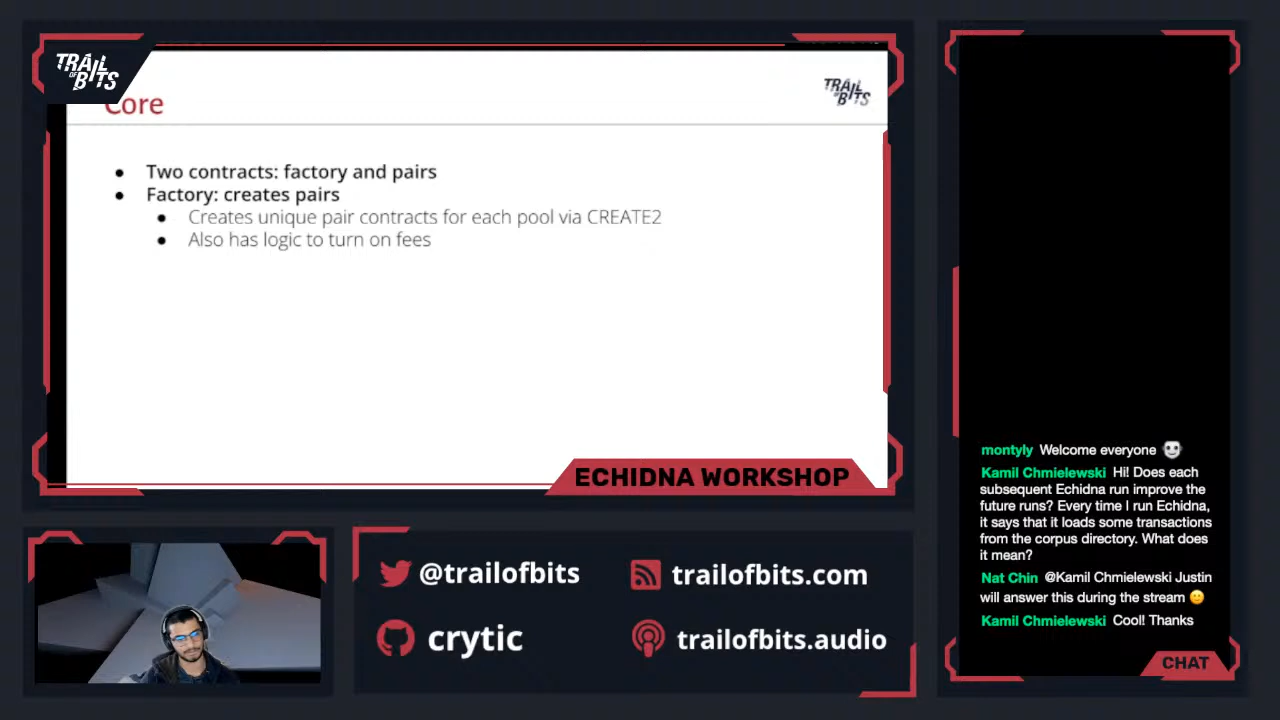 TRAIL
OF
BITS
Core
TRAIL
OF
BITS
Two contracts: factory and pairs
Factory: creates pairs
Creates unique pair contracts for each pool via CREATE2
Also has logic to turn on fees
ECHIDNA WORKSHOP
@trailofbits
trailofbits.com
crytic
trailofbits.audio
montyly Welcome everyone
Kamil Chmielewski Hi! Does each
subsequent Echidna run improve the
future runs? Every time I run Echidna,
it says that it loads some transactions
from the corpus directory. What does
it mean?
Nat Chin @Kamil Chmielewski Justin
will answer this during the stream 🙂
Kamil Chmielewski Cool! Thanks
CHAT